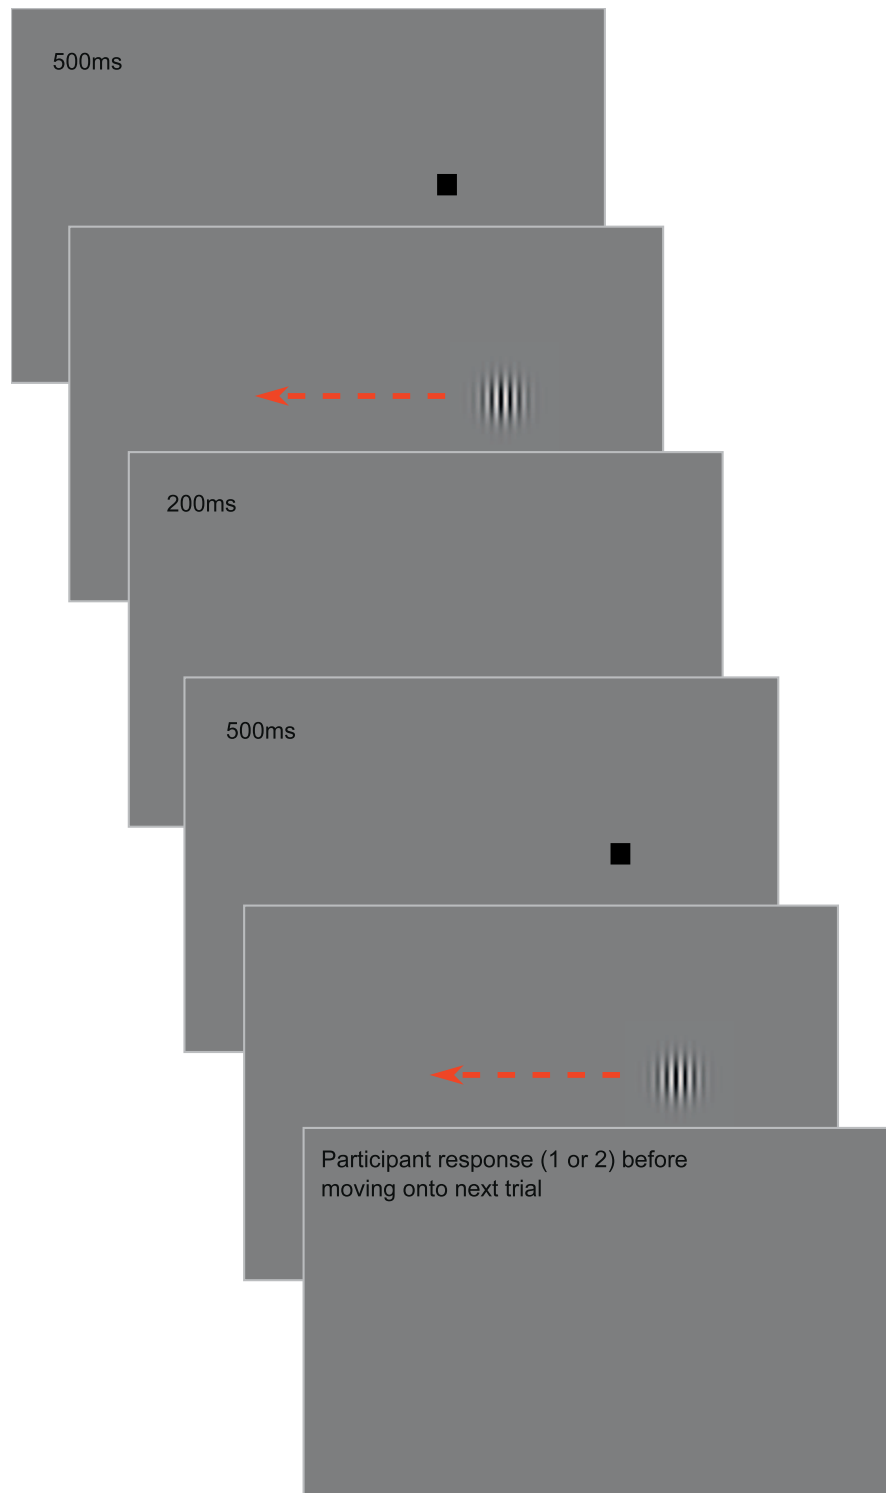 500ms
200ms
500ms
Participant response (1 or 2) before
moving onto next trial